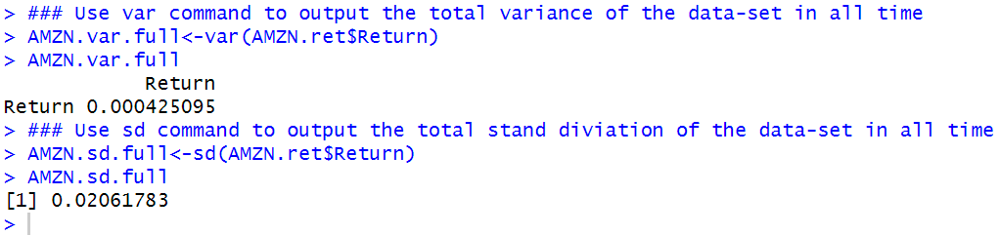 > ### Use var command to output the total variance of the data-set in all time
> AMZN.var.full<-var(AMZN.ret$Return)
> AMZN.var.full
            Return
Return 0.000425095
> ### Use sd command to output the total stand diviation of the data-set in all time
> AMZN.sd.full<-sd(AMZN.ret$Return)
> AMZN.sd.full
[1] 0.02061783
>